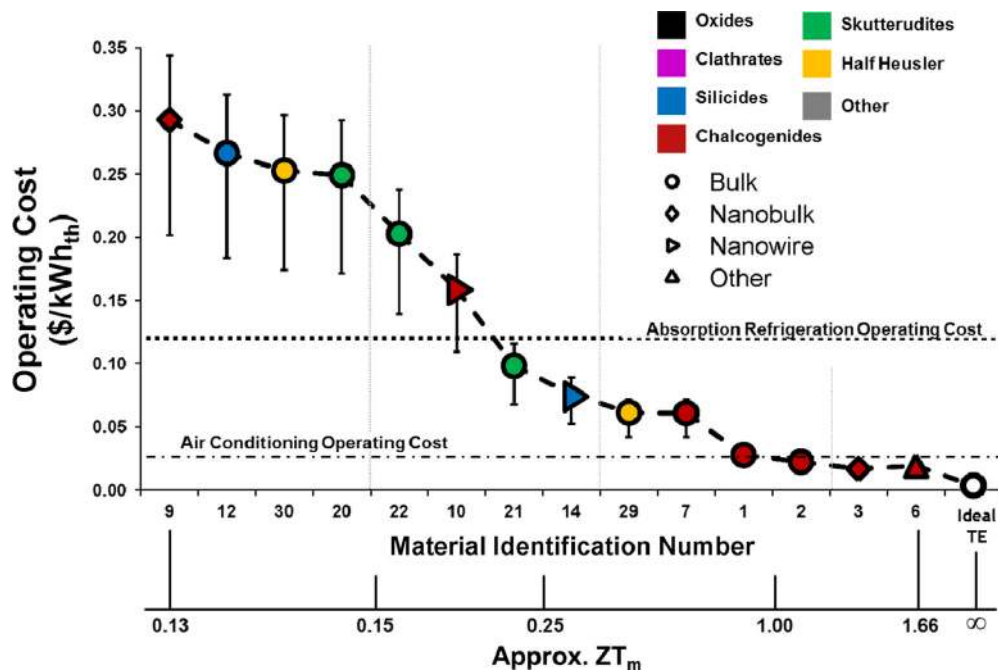 Oxides
Clathrates
Silicides
Chalcogenides
Skutterudites
Half Heusler
Other
Bulk
Nanobulk
Nanowire
Other
Operating Cost
($/kWhth)
0.35
0.30
0.25
0.20
0.15
0.10
0.05
0.00
Absorption Refrigeration Operating Cost
Air Conditioning Operating Cost
9 12 30 20 22 10 21 14 29 7 1 2 3 6 Ideal
TE
Material Identification Number
0.13 0.15 0.25 1.00 1.66 ∞
Approx. ZTm